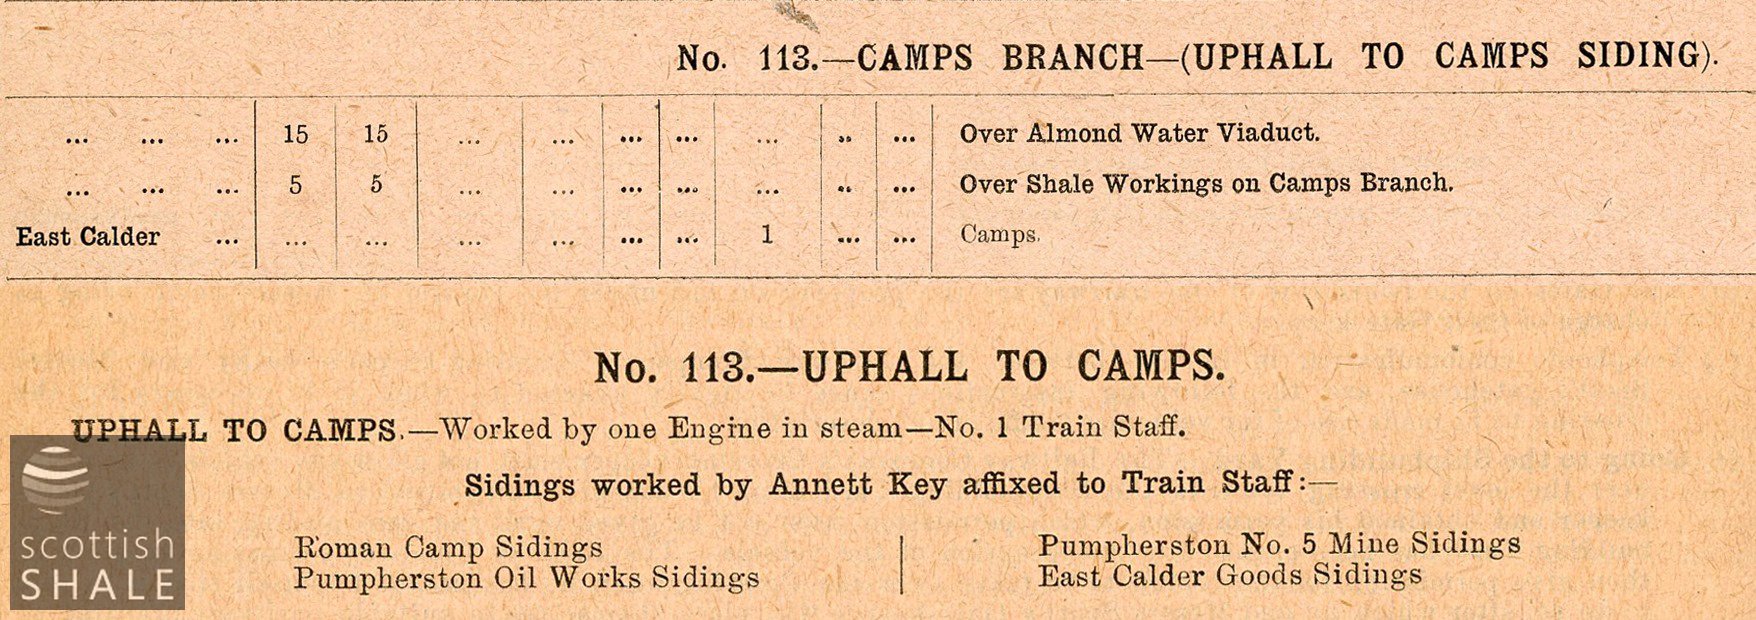 No. 113.—CAMPS BRANCH—(UPHALL TO CAMPS SIDING).
... ... ... 15 15 ... ... ... ... ... .. ... Over Almond Water Viaduct.
... ... ... 5 5 ... ... ... ... ... .. ... Over Shale Workings on Camps Branch.
East Calder ... ... ... ... ... ... ... 1 ... ... Camps.
No. 113.—UPHALL TO CAMPS.
UPHALL TO CAMPS.—Worked by one Engine in steam—No. 1 Train Staff.
Sidings worked by Annett Key affixed to Train Staff:—
Roman Camp Sidings
Pumpherston Oil Works Sidings
Pumpherston No. 5 Mine Sidings
East Calder Goods Sidings
scottish
SHALE